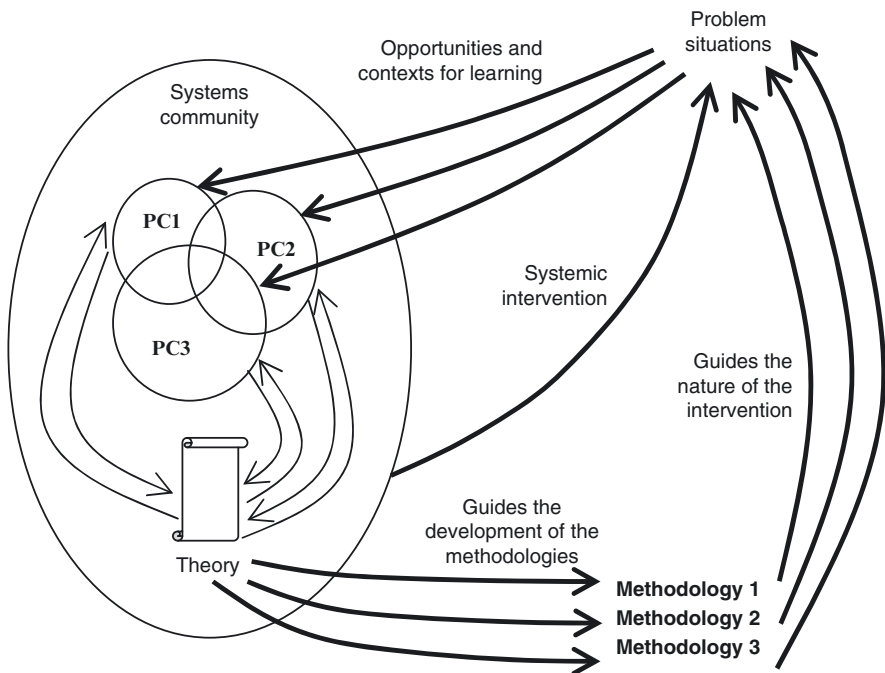 Problem
situations
Opportunities and
contexts for learning
Systems
community
PC1
PC2
PC3
Systemic
intervention
Guides the
nature of the
intervention
Guides the
development of the
methodologies
Theory
Methodology 1
Methodology 2
Methodology 3